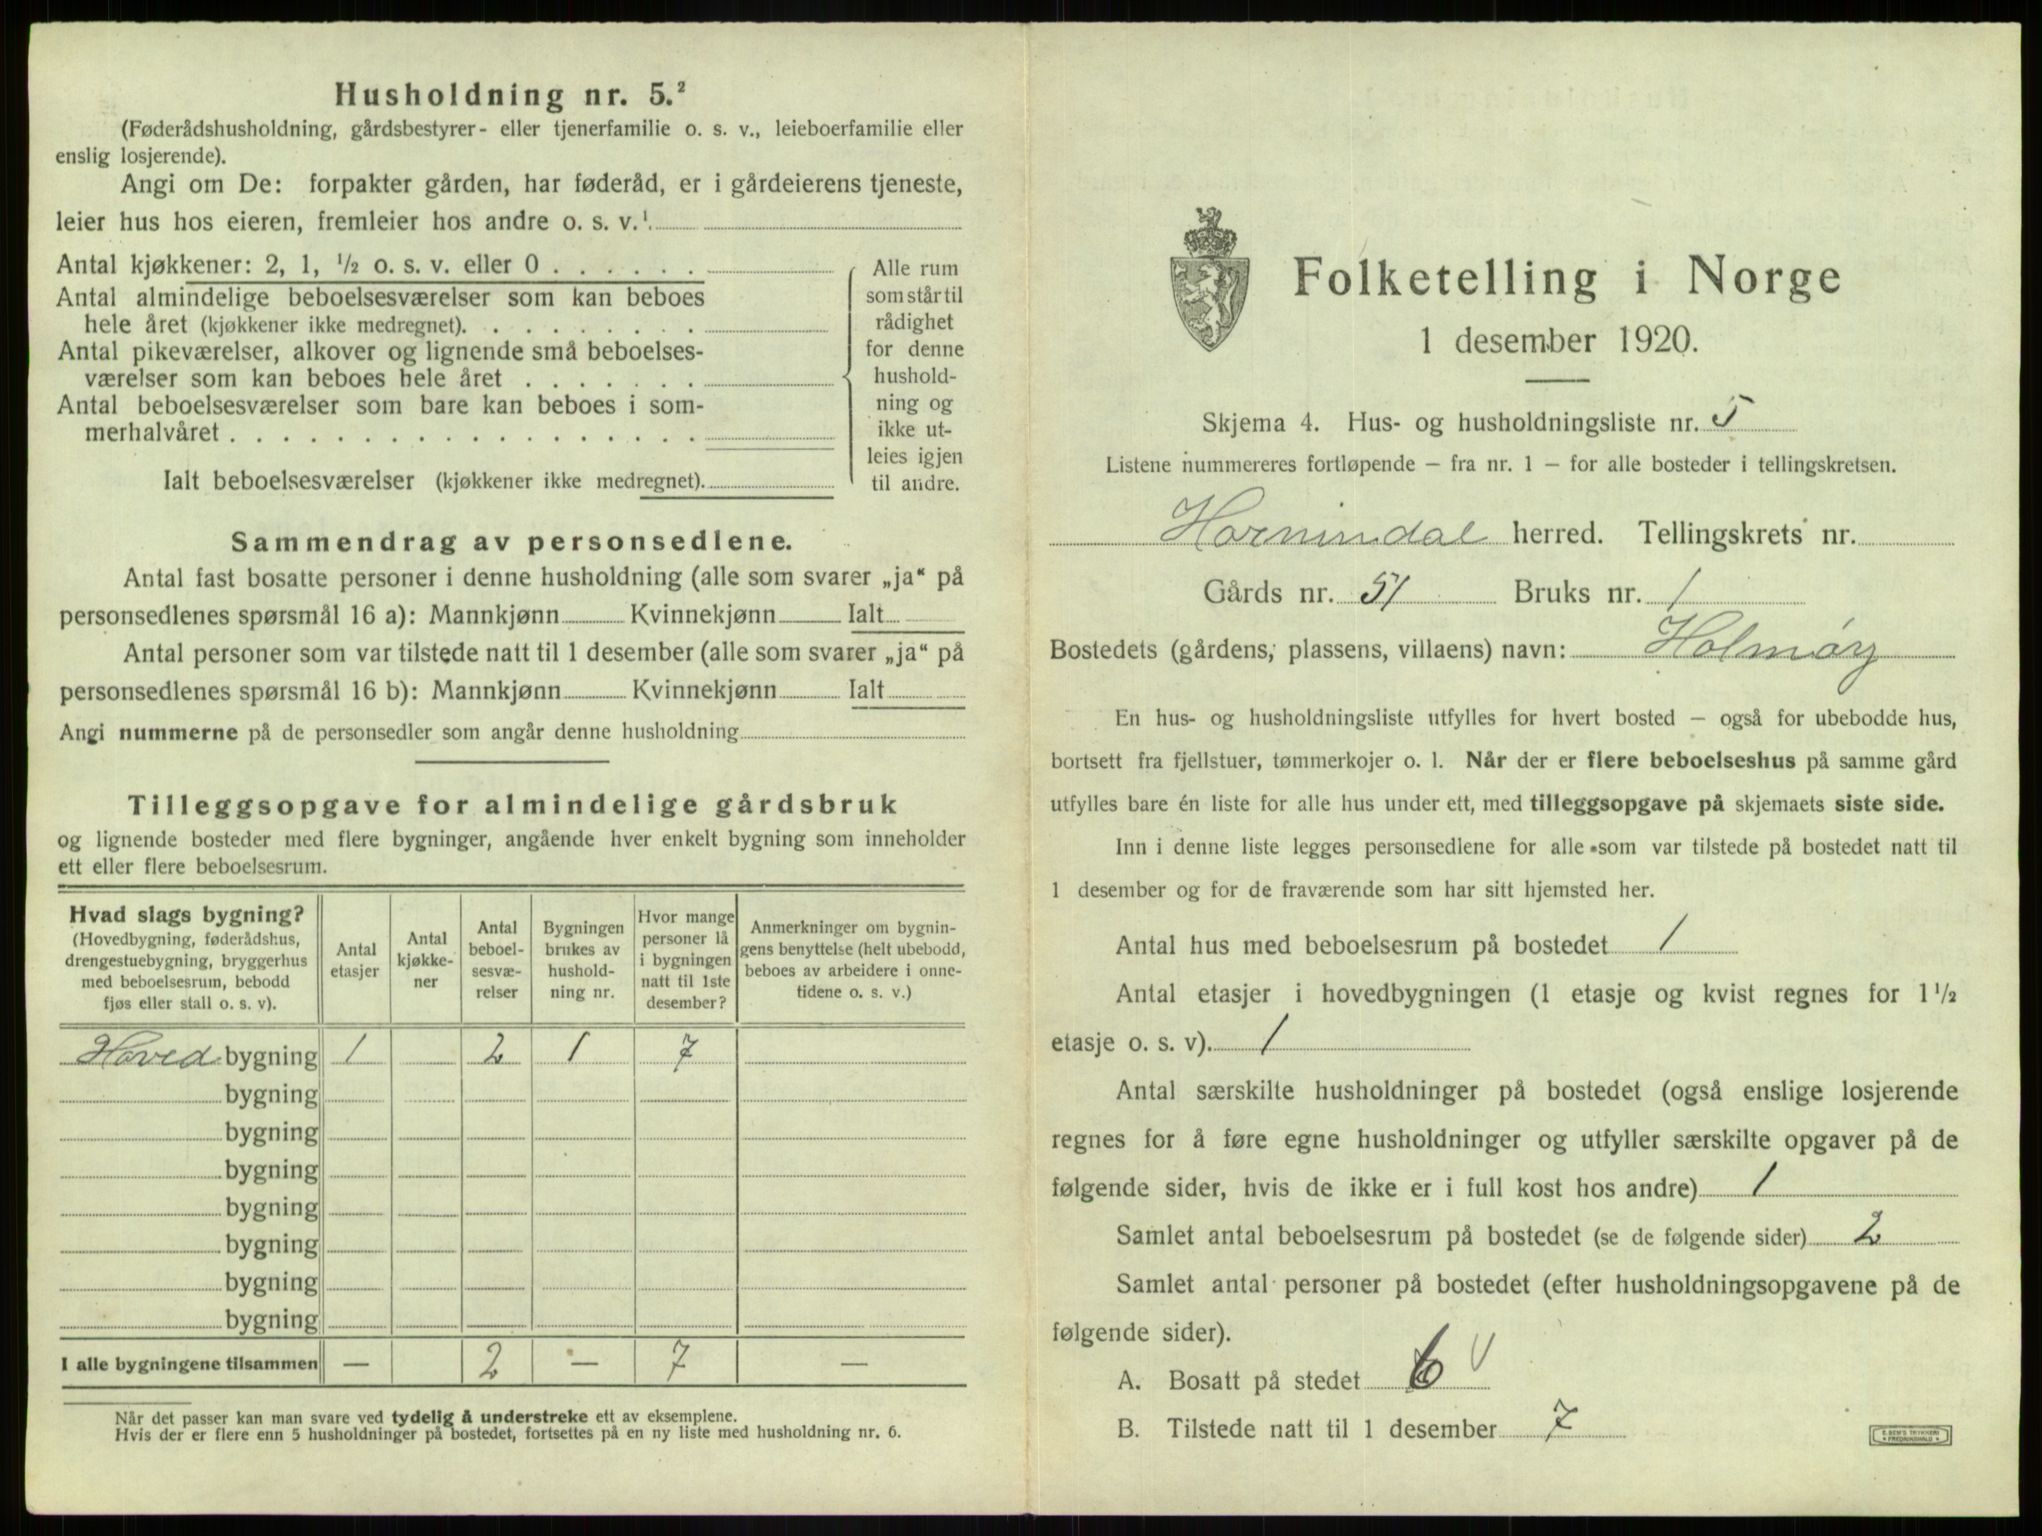 Husholdning nr. 5.²
(Føderådshusholdning, gårdsbestyrer- eller tjenerfamilie o. s. v., leieboerfamilie eller
enslig losjerende).
Angi om De: forpakter gården, har føderåd, er i gårdeierens tjeneste,
leier hus hos eieren, fremleier hos andre o. s. v.¹
Antal kjøkkener: 2, 1, ½ o. s. v. eller 0
Antal almindelige beboelsesværelser som kan beboes
hele året (kjøkkener ikke medregnet).
Antal pikeværelser, alkover og lignende små beboelses-
værelser som kan beboes hele året
Antal beboelsesværelser som bare kan beboes i som-
merhalvåret
Ialt beboelsesværelser (kjøkkener ikke medregnet).
Alle rum
som står til
rådighet
for denne
hushold-
ning og
ikke ut-
leies igjen
til andre.
Sammendrag av personsedlene.
Antal fast bosatte personer i denne husholdning (alle som svarer „ja“ på
personsedlenes spørsmål 16 a): Mannkjønn Kvinnekjønn Ialt
Antal personer som var tilstede natt til 1 desember (alle som svarer „ja“ på
personsedlenes spørsmål 16 b): Mannkjønn Kvinnekjønn Ialt
Angi nummerne på de personsedler som angår denne husholdning
Tilleggsopgave for almindelige gårdsbruk
og lignende bosteder med flere bygninger, angående hver enkelt bygning som inneholder
ett eller flere beboelsesrum.
Hvad slags bygning?
(Hovedbygning, føderådshus,
drengestuebygning, bryggerhus
med beboelsesrum, bebodd
fjøs eller stall o. s. v).
Antal
etasjer
Antal
kjøkke-
ner
Antal
beboel-
sesvæ-
relser
Bygningen
brukes av
hushold-
ning nr.
Hvor mange
personer lå
i bygningen
natt til 1ste
desember?
Anmerkninger om bygnin-
gens benyttelse (helt ubebodd,
beboes av arbeidere i onne-
tidene o. s. v.)
Hoved bygning 1 2 1 7
bygning
bygning
bygning
bygning
bygning
bygning
bygning
I alle bygningene tilsammen — 2 — 7 —
Når det passer kan man svare ved tydelig å understreke ett av eksemplene.
Hvis der er flere enn 5 husholdninger på bostedet, fortsettes på en ny liste med husholdning nr. 6.
Folketelling i Norge
1 desember 1920.
Skjema 4. Hus- og husholdningsliste nr. 5
Listene nummereres fortløpende – fra nr. 1 – for alle bosteder i tellingskretsen.
Hornindal herred. Tellingskrets nr.
Gårds nr. 51 Bruks nr. 1
Bostedets (gårdens, plassens, villaens) navn: Holmøy
En hus- og husholdningsliste utfylles for hvert bosted – også for ubebodde hus,
bortsett fra fjellstuer, tømmerkojer o. l. Når der er flere beboelseshus på samme gård
utfylles bare én liste for alle hus under ett, med tilleggsopgave på skjemaets siste side.
Inn i denne liste legges personsedlene for alle som var tilstede på bostedet natt til
1 desember og for de fraværende som har sitt hjemsted her.
Antal hus med beboelsesrum på bostedet 1
Antal etasjer i hovedbygningen (1 etasje og kvist regnes for 1½
etasje o. s. v). 1
Antal særskilte husholdninger på bostedet (også enslige losjerende
regnes for å føre egne husholdninger og utfyller særskilte opgaver på de
følgende sider, hvis de ikke er i full kost hos andre) 1
Samlet antal beboelsesrum på bostedet (se de følgende sider) 2
Samlet antal personer på bostedet (efter husholdningsopgavene på de
følgende sider).
A. Bosatt på stedet 6 V
B. Tilstede natt til 1 desember 7
E. SEM'S TRYKKERI
FREDRIKSHALD